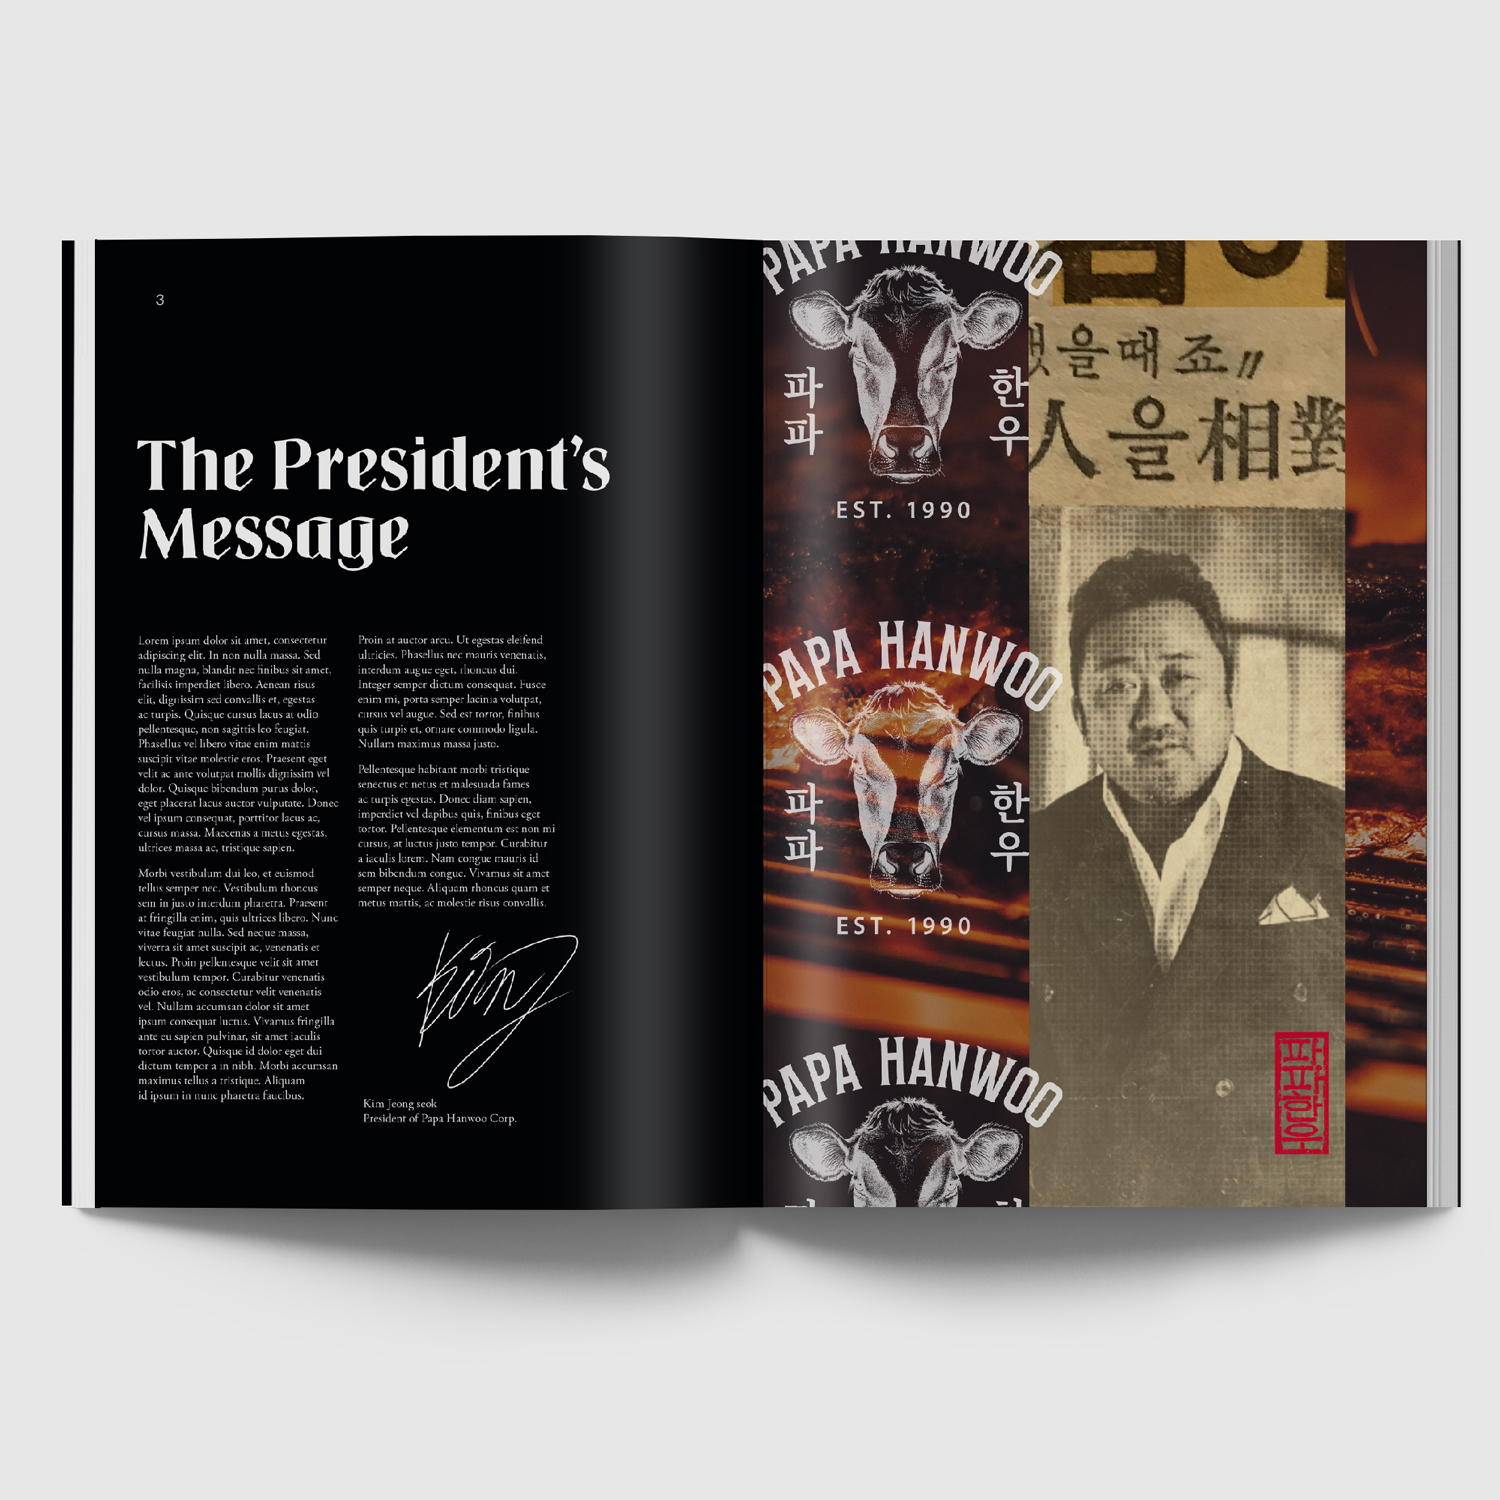 3
The President's
Message
Lorem ipsum dolor sit amet, consectetur
adipiscing elit. In non nulla massa. Sed
nulla magna, blandit nec finibus sit amet,
facilisis imperdiet libero. Aenean risus
elit, dignissim sed convallis et, egestas
ac turpis. Quisque cursus lacus at odio
pellentesque, non sagittis leo feugiat.
Phasellus vel libero vitae enim mattis
suscipit vitae molestie eros. Praesent eget
velit ac ante volutpat mollis dignissim vel
dolor. Quisque bibendum purus dolor,
eget placerat lacus auctor vulputate. Donec
vel ipsum consequat, porttitor lacus ac,
cursus massa. Maecenas a metus egestas,
ultrices massa ac, tristique sapien.
Morbi vestibulum dui leo, et euismod
tellus semper nec. Vestibulum rhoncus
sem in justo interdum pharetra. Praesent
at fringilla enim, quis ultrices libero. Nunc
vitae feugiat nulla. Sed neque massa,
viverra sit amet suscipit ac, venenatis et
lectus. Proin pellentesque velit sit amet
vestibulum tempor. Curabitur venenatis
odio eros, ac consectetur velit venenatis
vel. Nullam accumsan dolor sit amet
ipsum consequat luctus. Vivamus fringilla
ante eu sapien pulvinar, sit amet iaculis
tortor auctor. Quisque id dolor eget dui
dictum tempor a in nibh. Morbi accumsan
maximus tellus a tristique. Aliquam
id ipsum in nunc pharetra faucibus.
Proin at auctor arcu. Ut egestas eleifend
ultricies. Phasellus nec mauris venenatis,
interdum augue eget, rhoncus dui.
Integer semper dictum consequat. Fusce
enim mi, porta semper lacinia volutpat,
cursus vel augue. Sed est tortor, finibus
quis turpis et, ornare commodo ligula.
Nullam maximus massa justo.
Pellentesque habitant morbi tristique
senectus et netus et malesuada fames
ac turpis egestas. Donec diam sapien,
imperdiet vel dapibus quis, finibus eget
tortor. Pellentesque elementum est non mi
cursus, at luctus justo tempor. Curabitur
a iaculis lorem. Nam congue mauris id
sem bibendum congue. Vivamus sit amet
semper neque. Aliquam rhoncus quam et
metus mattis, ac molestie risus convallis.
Kim
Kim Jeong seok
President of Papa Hanwoo Corp.
PAPA HANWOO
파파 한우
EST. 1990
PAPA HANWOO
파파 한우
EST. 1990
PAPA HANWOO
을때죠〃
人을相對
파파한우